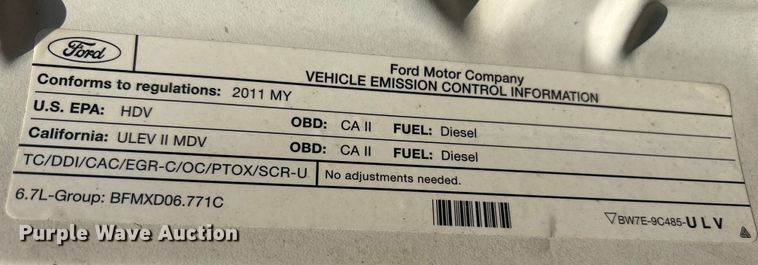 Ford
Ford Motor Company
VEHICLE EMISSION CONTROL INFORMATION
Conforms to regulations: 2011 MY
U.S. EPA: HDV OBD: CA II FUEL: Diesel
California: ULEV II MDV OBD: CA II FUEL: Diesel
TC/DDI/CAC/EGR-C/OC/PTOX/SCR-U No adjustments needed.
6.7L-Group: BFMXD06.771C
BW7E-9C485-ULV
Purple Wave Auction